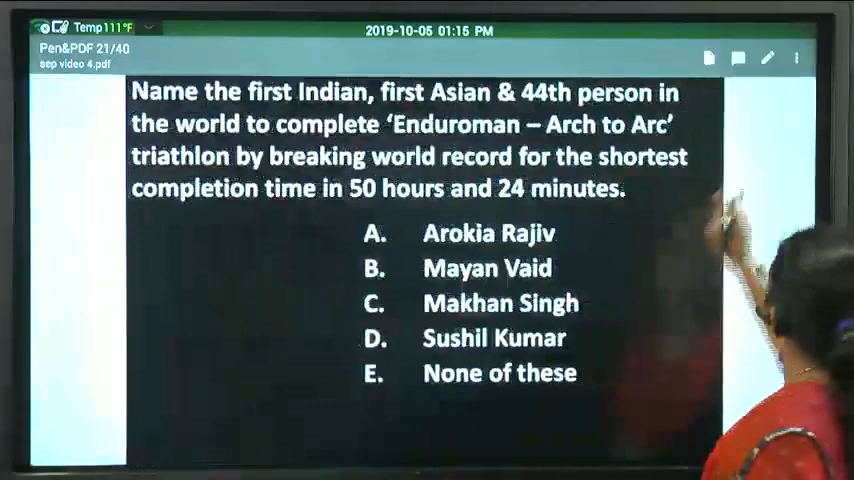 Temp 111°F
2019-10-05 01:15 PM
Pen&PDF 21/40
sep video 4.pdf
Name the first Indian, first Asian & 44th person in
the world to complete ‘Enduroman – Arch to Arc’
triathlon by breaking world record for the shortest
completion time in 50 hours and 24 minutes.
A. Arokia Rajiv
B. Mayan Vaid
C. Makhan Singh
D. Sushil Kumar
E. None of these